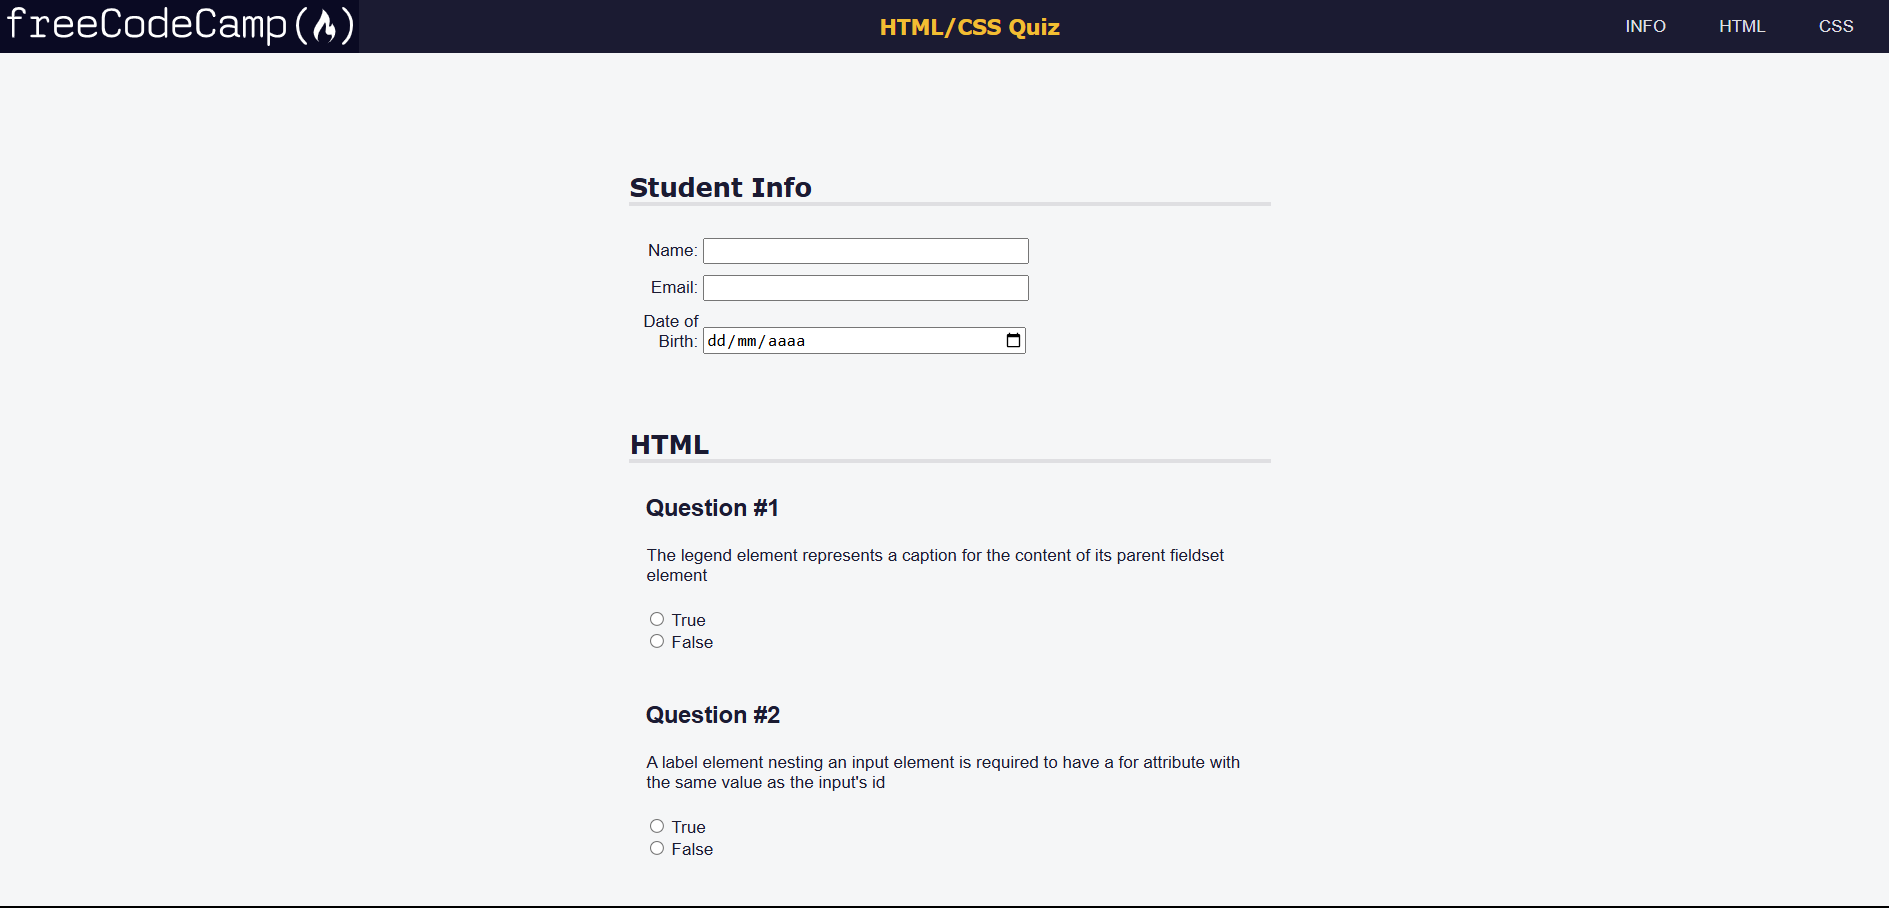 freeCodeCamp
HTML/CSS Quiz
INFO
HTML
CSS
Student Info
Name:
Email:
Date of
Birth:
dd/mm/aaaa
HTML
Question #1
The legend element represents a caption for the content of its parent fieldset
element
True
False
Question #2
A label element nesting an input element is required to have a for attribute with
the same value as the input's id
True
False